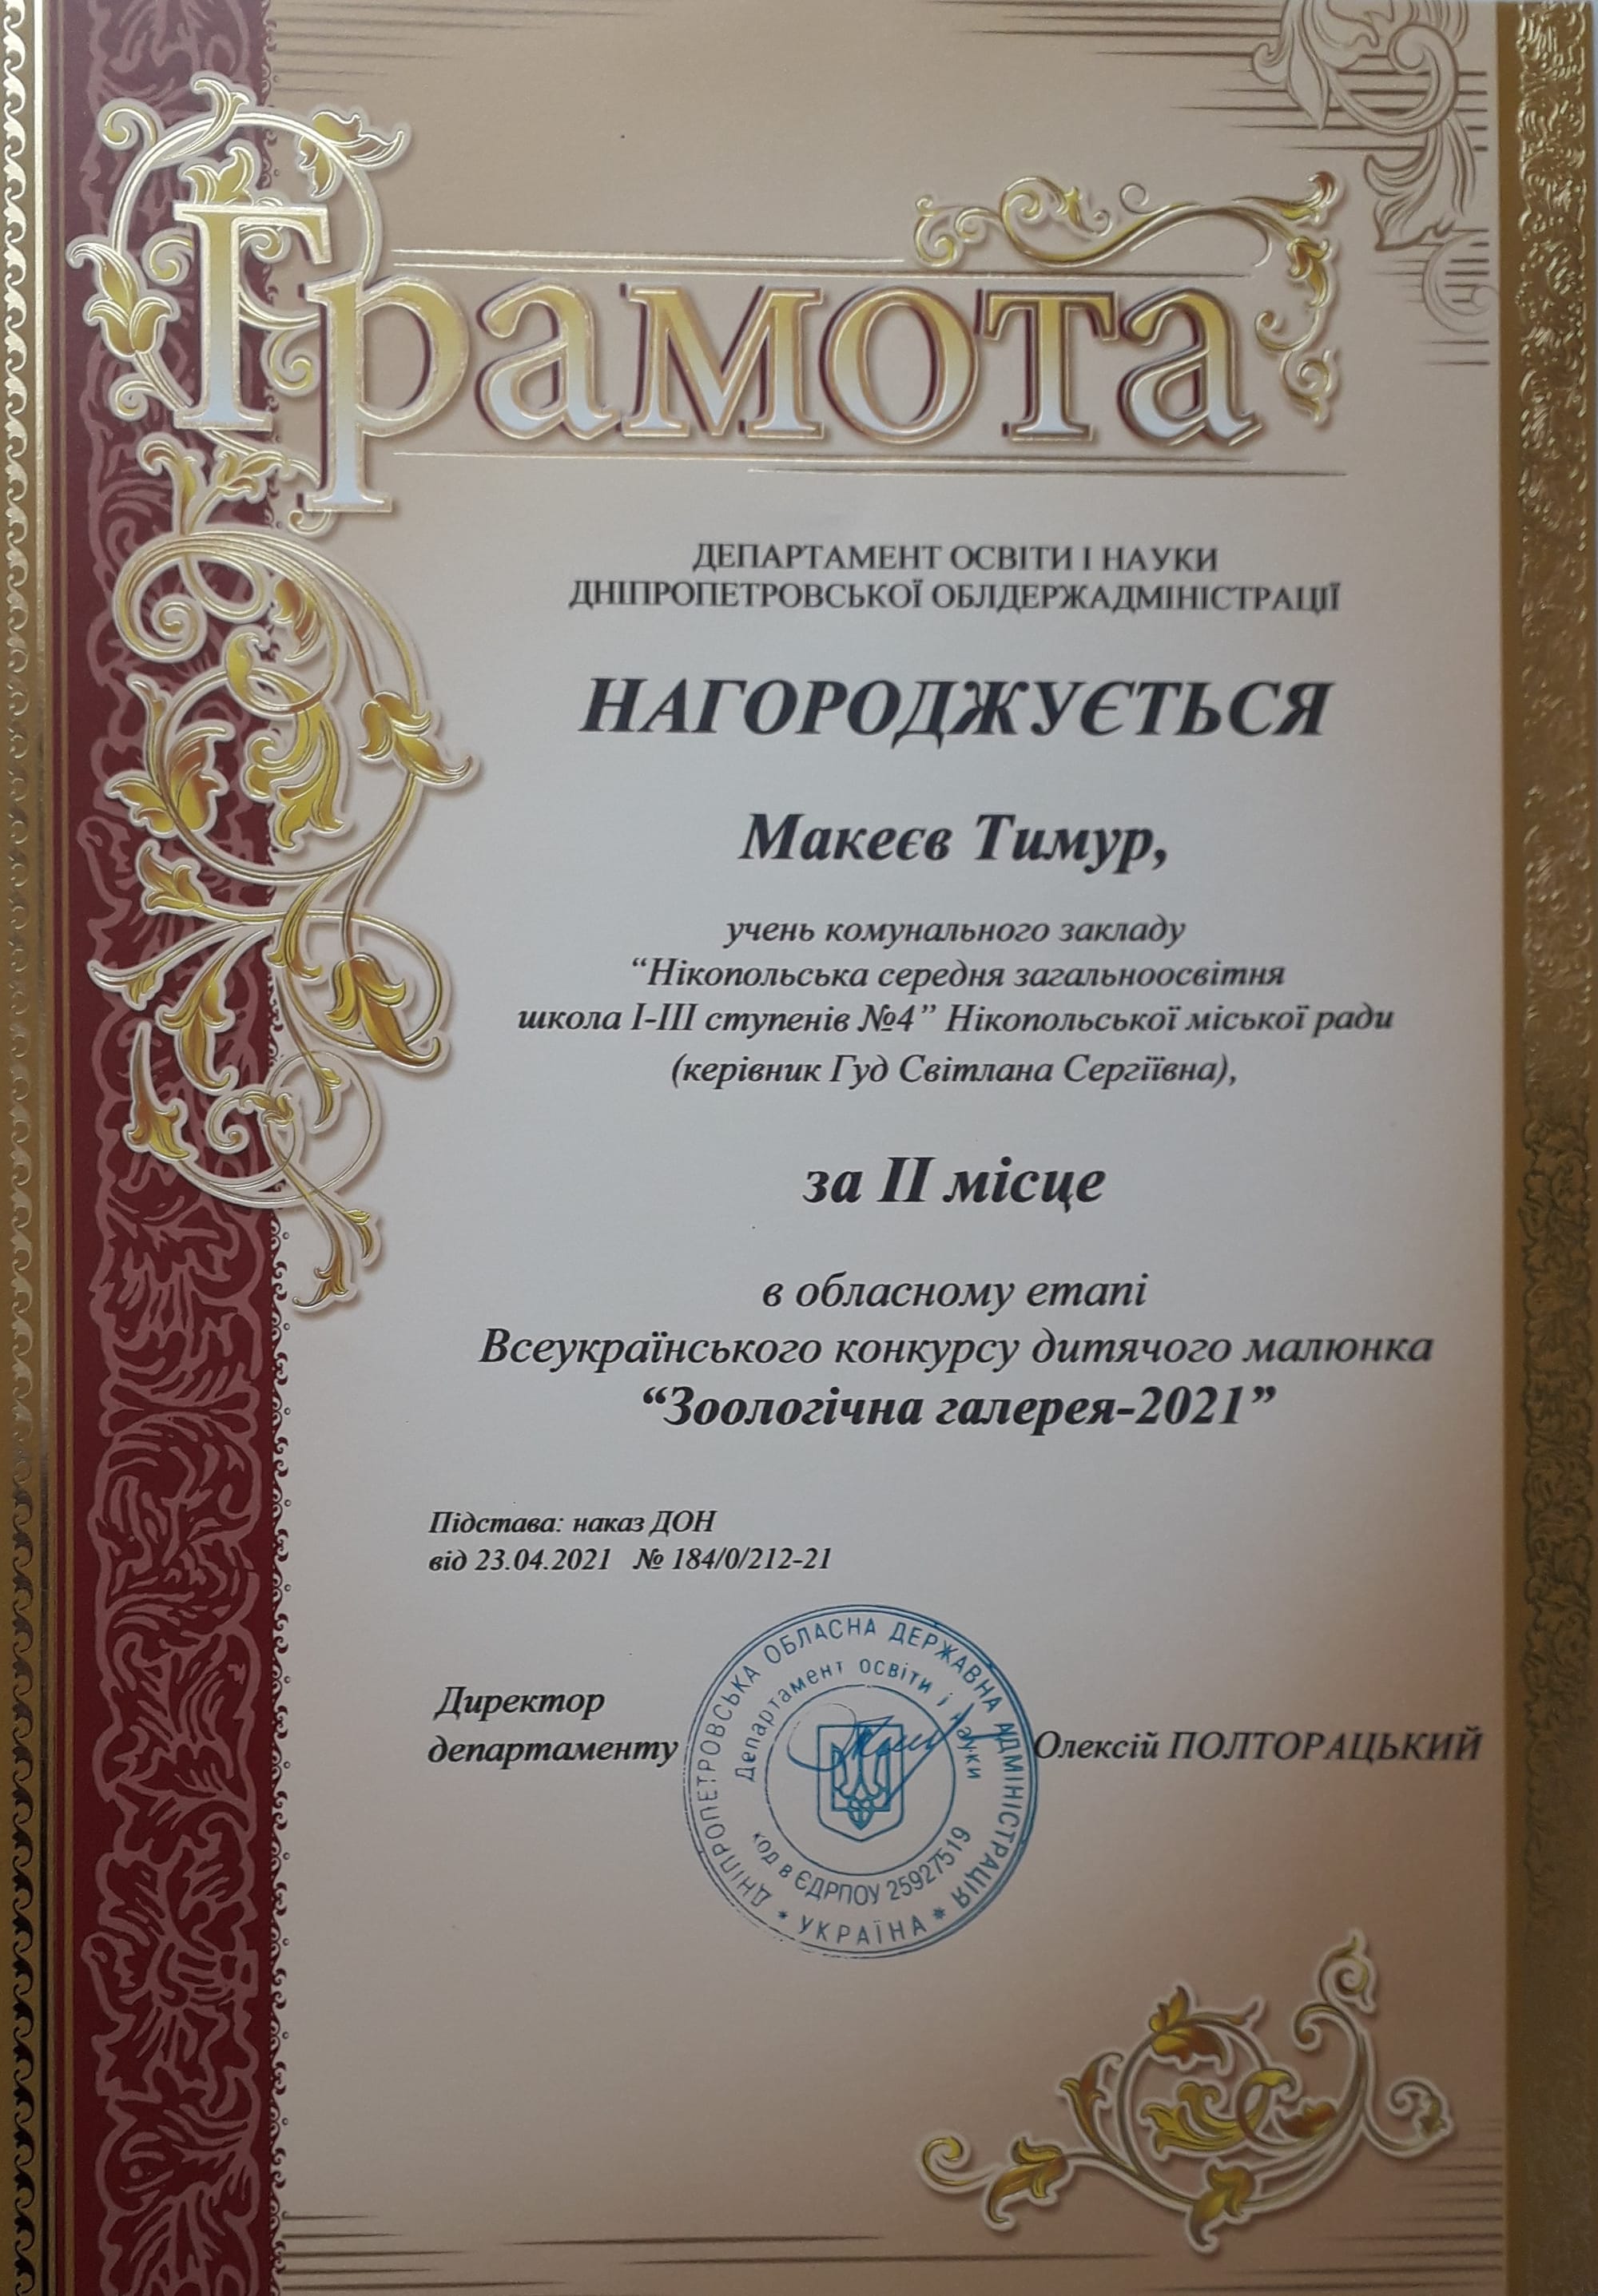 Грамота
ДЕПАРТАМЕНТ ОСВІТИ І НАУКИ
ДНІПРОПЕТРОВСЬКОЇ ОБЛДЕРЖАДМІНІСТРАЦІЇ
НАГОРОДЖУЄТЬСЯ
Макеєв Тимур,
учень комунального закладу
“Нікопольська середня загальноосвітня
школа І-ІІІ ступенів №4” Нікопольської міської ради
(керівник Гуд Світлана Сергіївна),
за ІІ місце
в обласному етапі
Всеукраїнського конкурсу дитячого малюнка
“Зоологічна галерея-2021”
Підстава: наказ ДОН
від 23.04.2021 № 184/0/212-21
Директор
департаменту
Олексій ПОЛТОРАЦЬКИЙ
ДНІПРОПЕТРОВСЬКА ОБЛАСНА ДЕРЖАВНА АДМІНІСТРАЦІЯ
* УКРАЇНА *
Департамент освіти і науки
код в ЄДРПОУ 25927519